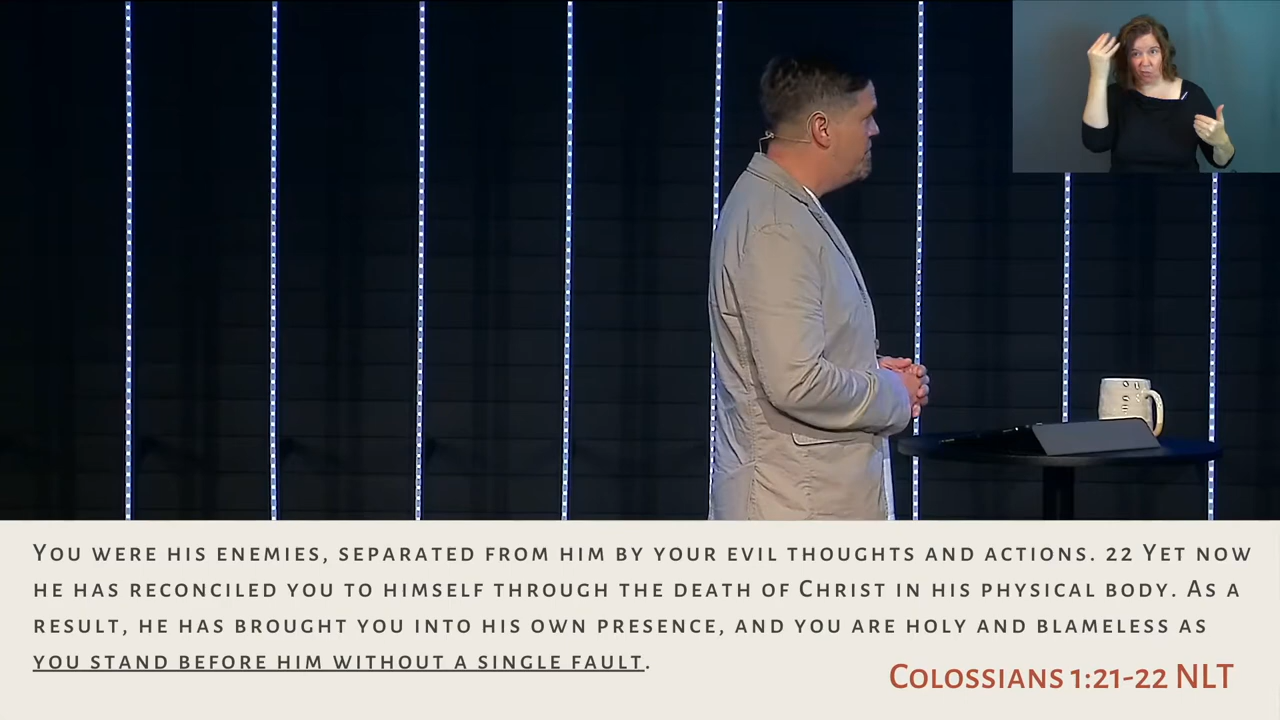 You were his enemies, separated from him by your evil thoughts and actions. 22 Yet now
he has reconciled you to himself through the death of Christ in his physical body. As a
result, he has brought you into his own presence, and you are holy and blameless as
you stand before him without a single fault.
Colossians 1:21-22 NLT